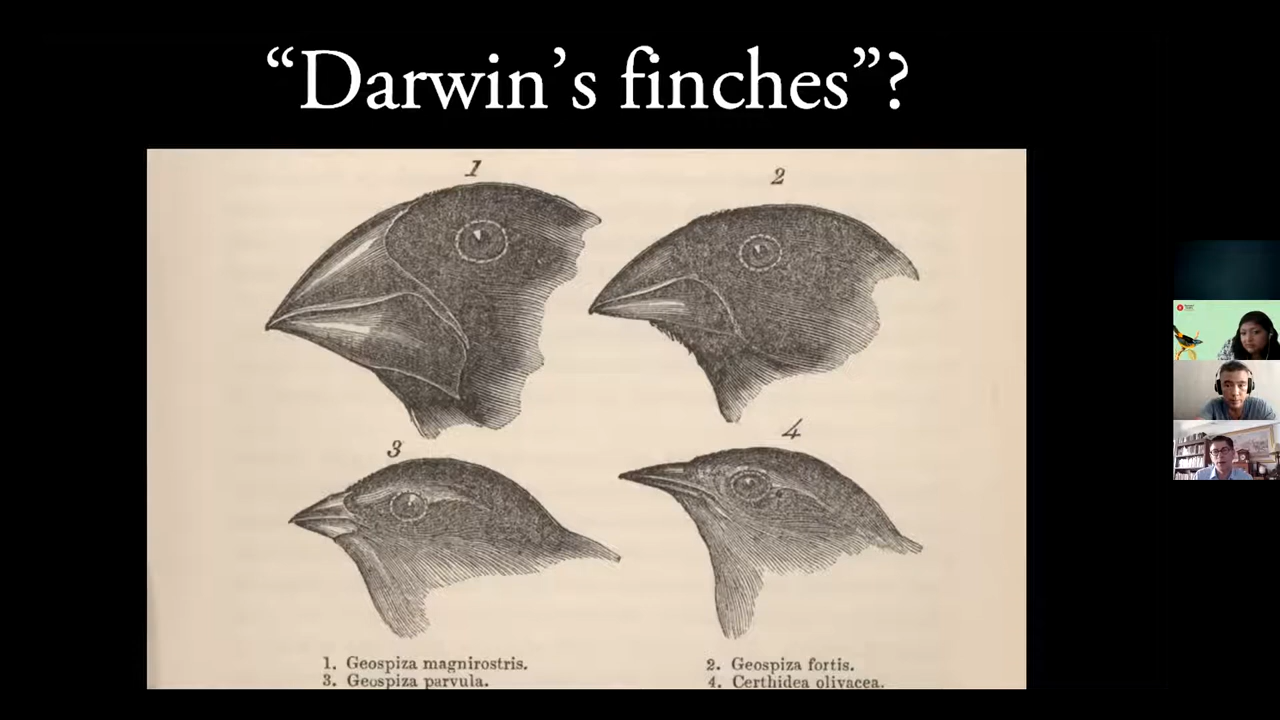 “Darwin’s finches”?
1
2
3
4
1. Geospiza magnirostris.
2. Geospiza fortis.
3. Geospiza parvula.
4. Certhidea olivacea.